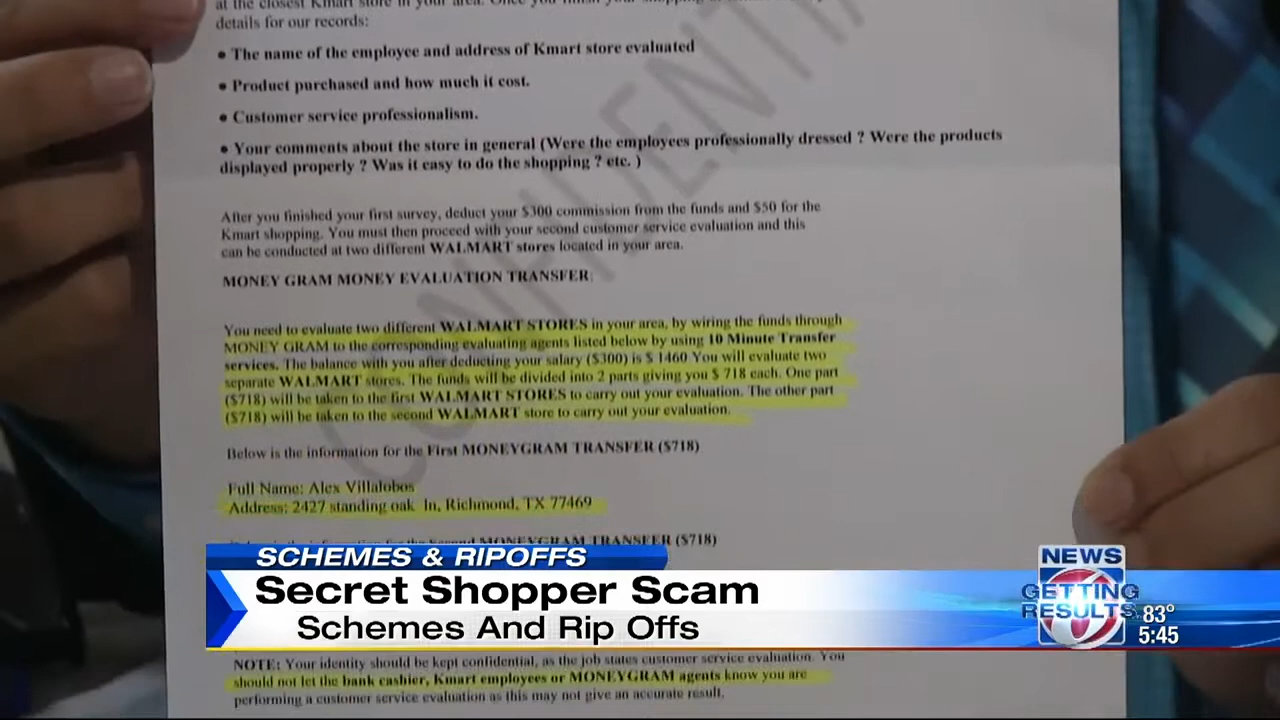 at the closest Kmart store in your area. Once you finish your shopping
details for our records:
• The name of the employee and address of Kmart store evaluated
• Product purchased and how much it cost.
• Customer service professionalism.
• Your comments about the store in general (Were the employees professionally dressed ? Were the products
displayed properly ? Was it easy to do the shopping ? etc. )
CONFIDENTIA
After you finished your first survey, deduct your $300 commission from the funds and $50 for the
Kmart shopping. You must then proceed with your second customer service evaluation and this
can be conducted at two different WALMART stores located in your area.
MONEY GRAM MONEY EVALUATION TRANSFER:
You need to evaluate two different WALMART STORES in your area, by wiring the funds through
MONEY GRAM to the corresponding evaluating agents listed below by using 10 Minute Transfer
services. The balance with you after deducting your salary ($300) is $ 1460 You will evaluate two
separate WALMART stores. The funds will be divided into 2 parts giving you $ 718 each. One part
($718) will be taken to the first WALMART STORES to carry out your evaluation. The other part
($718) will be taken to the second WALMART store to carry out your evaluation.
Below is the information for the First MONEYGRAM TRANSFER ($718)
Full Name: Alex Villalobos
Address: 2427 standing oak ln, Richmond, TX 77469
MONEYGRAM TRANSFER ($718)
SCHEMES & RIPOFFS
Secret Shopper Scam
Schemes And Rip Offs
NEWS
6
GETTING
RESULTS
83°
5:45
NOTE: Your identity should be kept confidential, as the job states customer service evaluation. You
should not let the bank cashier, Kmart employees or MONEYGRAM agents know you are
performing a customer service evaluation as this may not give an accurate result.